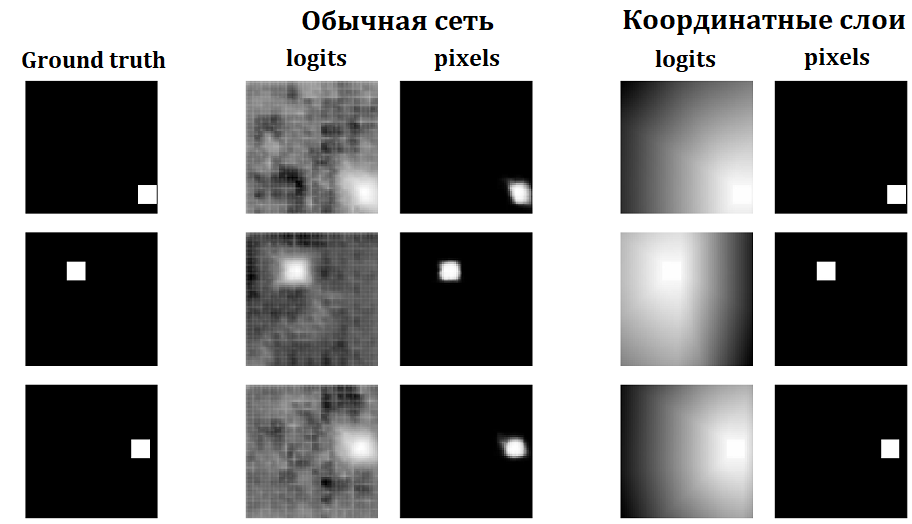 Обычная сеть
Координатные слои
Ground truth
logits
pixels
logits
pixels